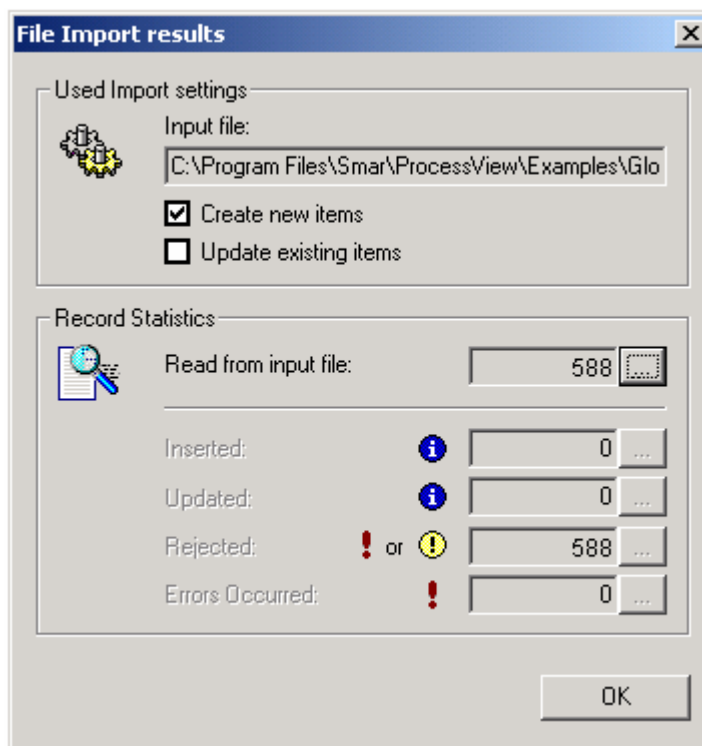 File Import results
Used Import settings
Input file:
C:\Program Files\Smar\ProcessView\Examples\Glo
Create new items
Update existing items
Record Statistics
Read from input file: 588 ...
Inserted: 0 ...
Updated: 0 ...
Rejected: ! or ! 588 ...
Errors Occurred: ! 0 ...
OK